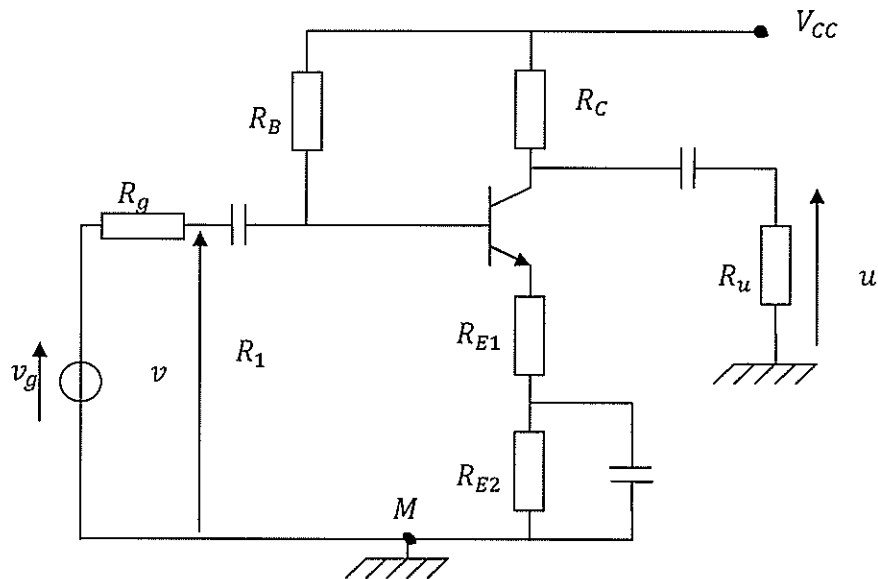 V_CC
R_B
R_C
R_g
R_u
u
R_E1
v_g
v
R_1
R_E2
M